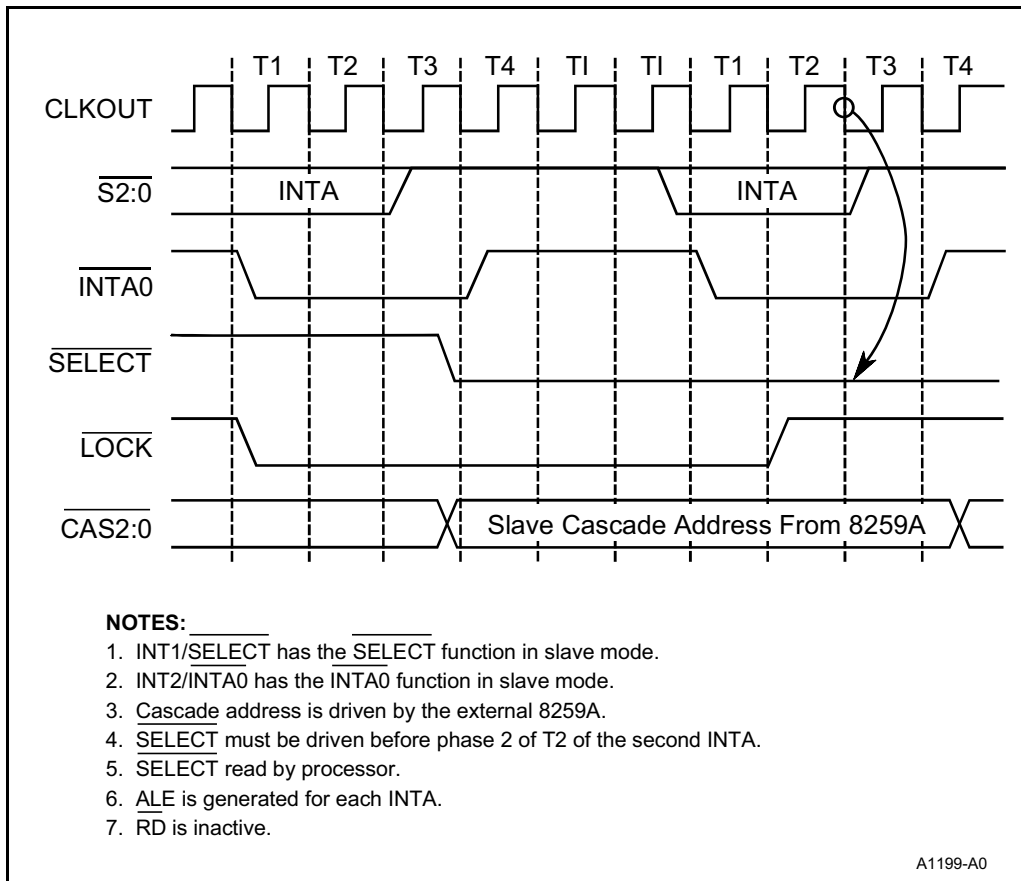 T1 T2 T3 T4 TI TI T1 T2 T3 T4
CLKOUT
S2:0
INTA INTA
INTA0
SELECT
LOCK
CAS2:0
Slave Cascade Address From 8259A
NOTES:
1. INT1/SELECT has the SELECT function in slave mode.
2. INT2/INTA0 has the INTA0 function in slave mode.
3. Cascade address is driven by the external 8259A.
4. SELECT must be driven before phase 2 of T2 of the second INTA.
5. SELECT read by processor.
6. ALE is generated for each INTA.
7. RD is inactive.
A1199-A0